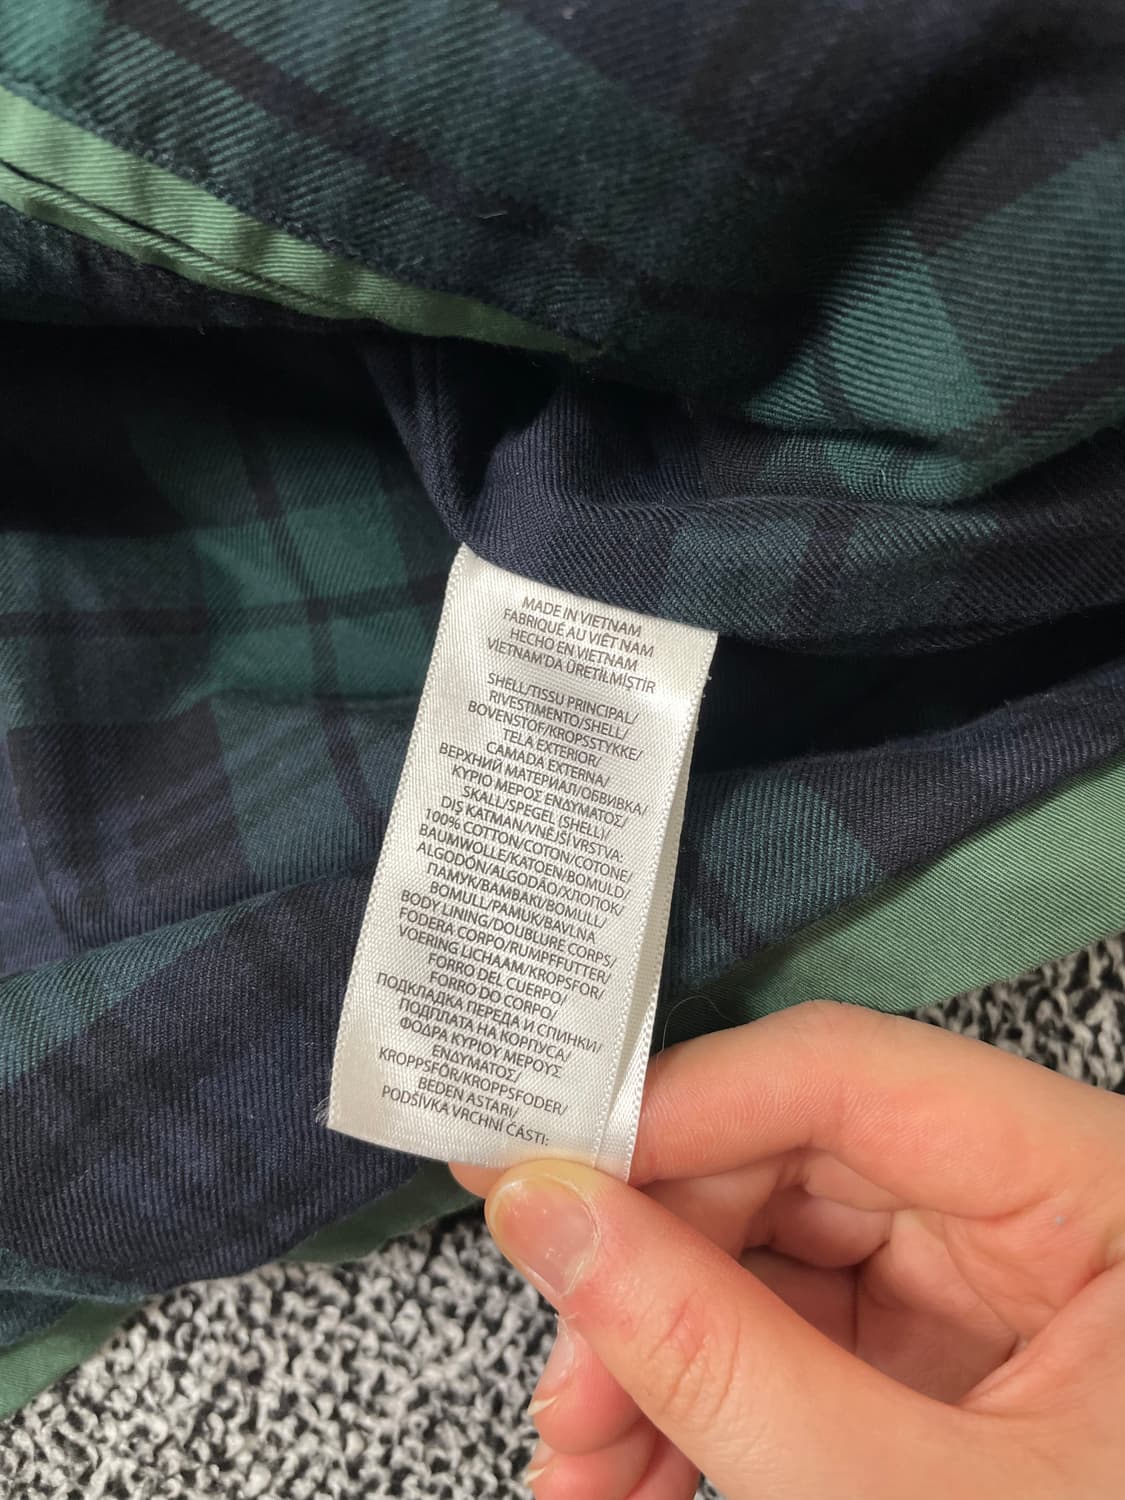 MADE IN VIETNAM
FABRIQUÉ AU VIÊT NAM
HECHO EN VIETNAM
VIETNAM'DA ÜRETİLMİŞTİR
SHELL/TISSU PRINCIPAL/
RIVESTIMENTO/SHELL/
BOVENSTOF/KROPSSTYKKE/
TELA EXTERIOR/
CAMADA EXTERNA/
ВЕРХНИЙ МАТЕРИАЛ/ОБВИВКА/
ΚΥΡΙΟ ΜΕΡΟΣ ΕΝΔΥΜΑΤΟΣ/
SKALL/SPEGEL (SHELL)/
DIŞ KATMAN/VNĚJŠÍ VRSTVA:
100% COTTON/COTON/COTONE/
BAUMWOLLE/KATOEN/BOMULD/
ALGODÓN/ALGODÃO/ХЛОПОК/
ПАМУК/ΒΑΜΒΑΚΙ/BOMULL/
BOMULL/PAMUK/BAVLNA
BODY LINING/DOUBLURE CORPS/
FODERA CORPO/RUMPFFUTTER/
VOERING LICHAAM/KROPSFOR/
FORRO DEL CUERPO/
FORRO DO CORPO/
ПОДКЛАДКА ПЕРЕДА И СПИНКИ/
ПОДПЛАТА НА КОРПУСА/
ΦΟΔΡΑ ΚΥΡΙΟΥ ΜΕΡΟΥΣ
ΕΝΔΥΜΑΤΟΣ/
KROPPSFÔR/KROPPSFODER/
BEDEN ASTARI/
PODŠÍVKA VRCHNÍ ČÁSTI: